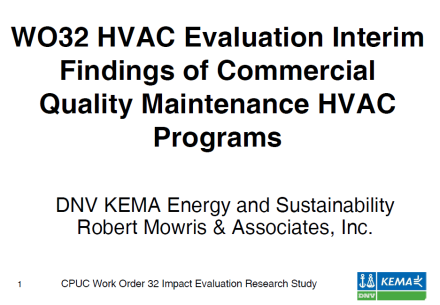 WO32 HVAC Evaluation Interim
Findings of Commercial
Quality Maintenance HVAC
Programs
DNV KEMA Energy and Sustainability
Robert Mowris & Associates, Inc.
1
CPUC Work Order 32 Impact Evaluation Research Study
KEMA
DNV